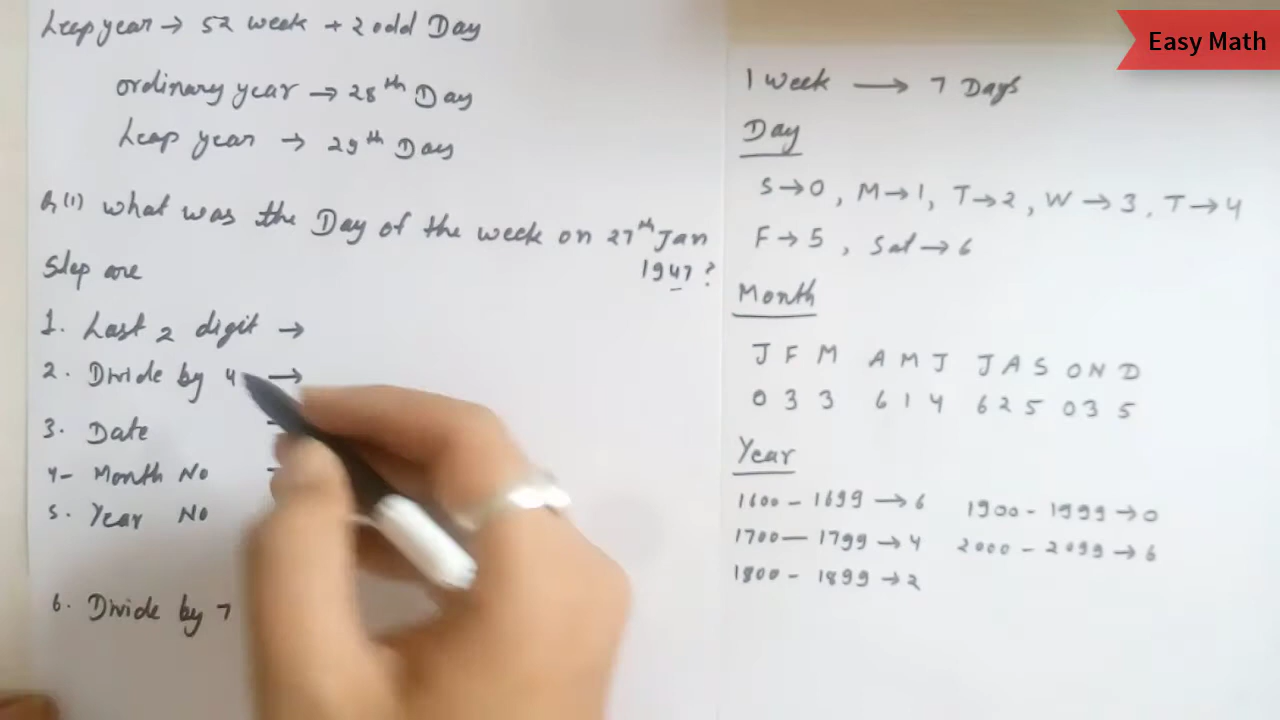 Leap year → 52 week + 2 odd Day
ordinary year → 28th Day
Leap year → 29th Day
Q(1) what was the Day of the week on 27th Jan
1947?
Step are
1. Last 2 digit →
2. Divide by 4 →
3. Date
4- Month No
5. Year No
6. Divide by 7
Easy Math
1 week → 7 Days
Day
S→0, M→1, T→2, W→3, T→4
F→5, Sat→6
Month
J F M A M J J A S O N D
0 3 3 6 1 4 6 2 5 0 3 5
Year
1600 - 1699 → 6 1900 - 1999 → 0
1700 — 1799 → 4 2000 - 2099 → 6
1800 - 1899 → 2